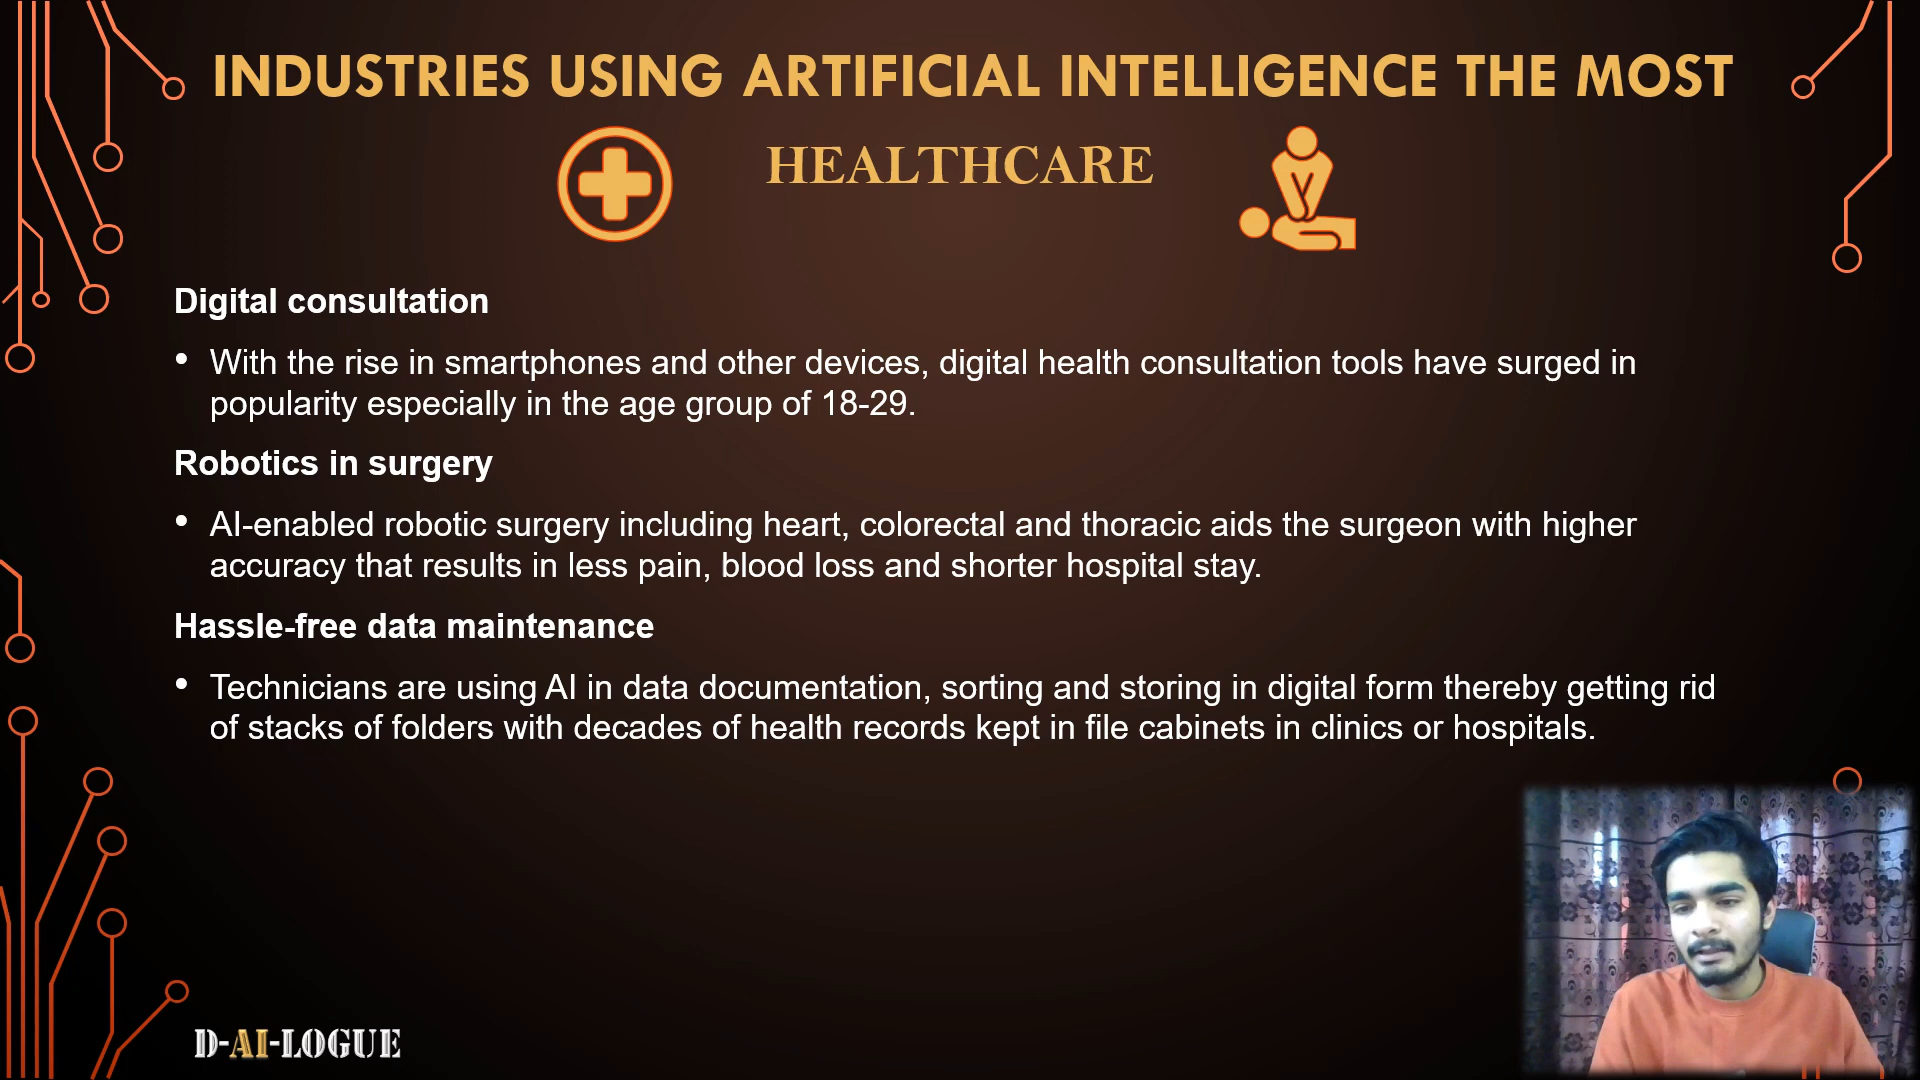 INDUSTRIES USING ARTIFICIAL INTELLIGENCE THE MOST
HEALTHCARE
Digital consultation
• With the rise in smartphones and other devices, digital health consultation tools have surged in
popularity especially in the age group of 18-29.
Robotics in surgery
• AI-enabled robotic surgery including heart, colorectal and thoracic aids the surgeon with higher
accuracy that results in less pain, blood loss and shorter hospital stay.
Hassle-free data maintenance
• Technicians are using AI in data documentation, sorting and storing in digital form thereby getting rid
of stacks of folders with decades of health records kept in file cabinets in clinics or hospitals.
D-AI-LOGUE